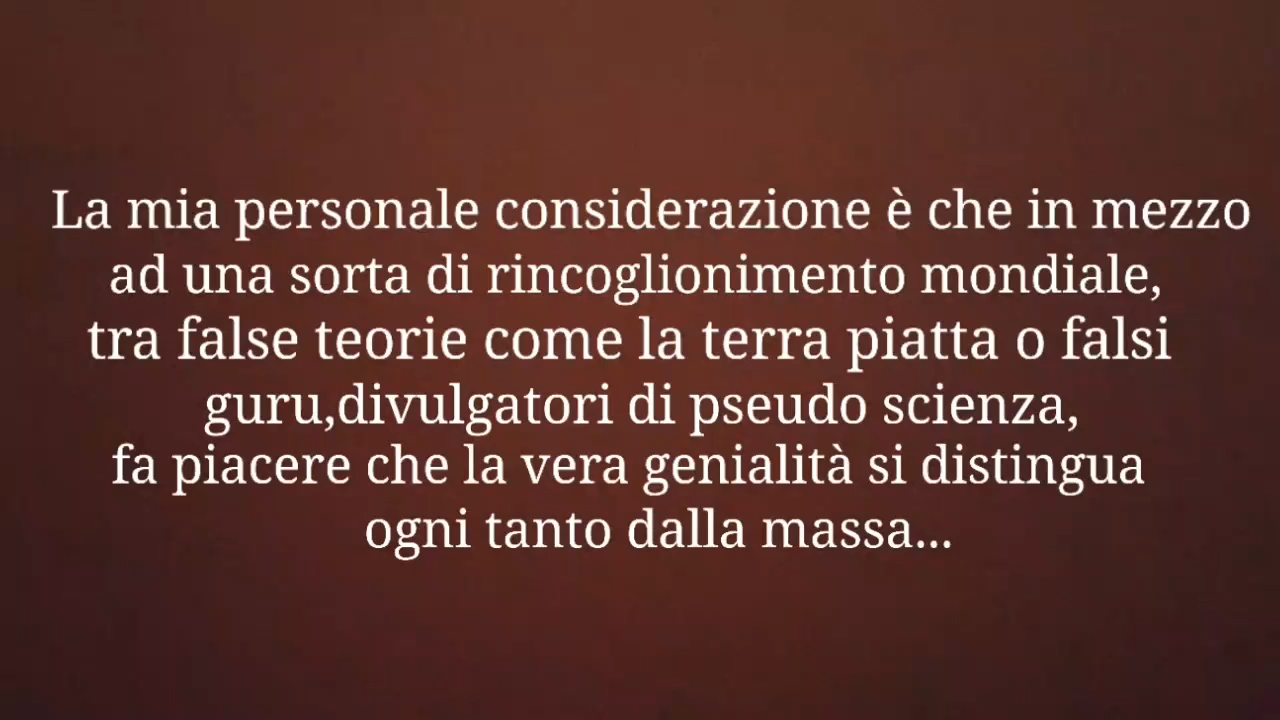 La mia personale considerazione è che in mezzo
ad una sorta di rincoglionimento mondiale,
tra false teorie come la terra piatta o falsi
guru,divulgatori di pseudo scienza,
fa piacere che la vera genialità si distingua
ogni tanto dalla massa...